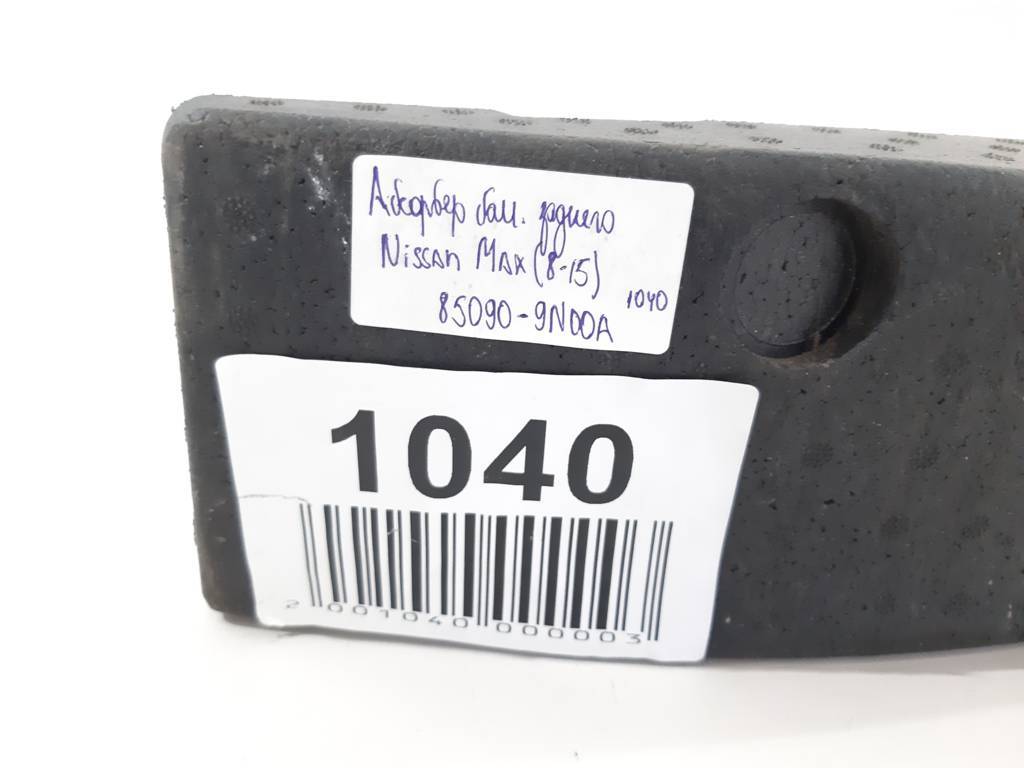 Абсорбер бам. заднего
Nissan Max (8-15)
1040
85090-9N00A
1040
2 001040 000003